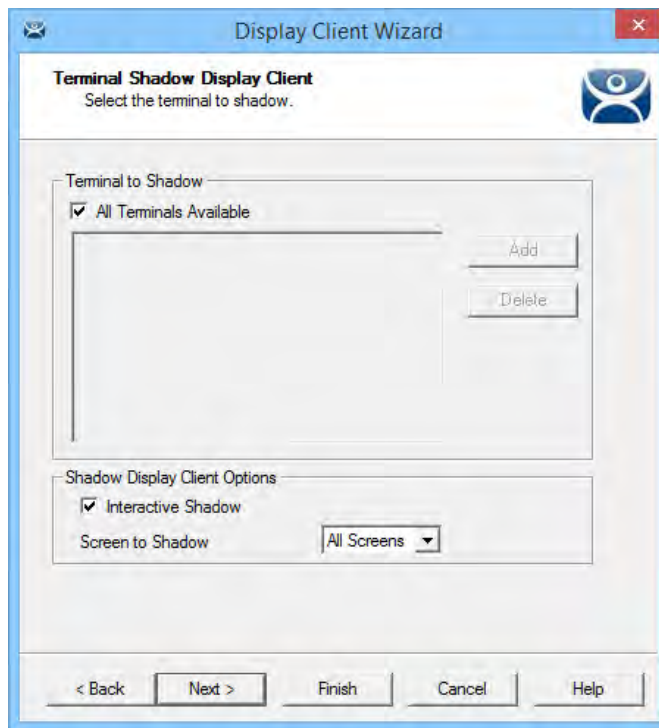 Display Client Wizard
Terminal Shadow Display Client
Select the terminal to shadow.
Terminal to Shadow
All Terminals Available
Add
Delete
Shadow Display Client Options
Interactive Shadow
Screen to Shadow All Screens
< Back Next > Finish Cancel Help